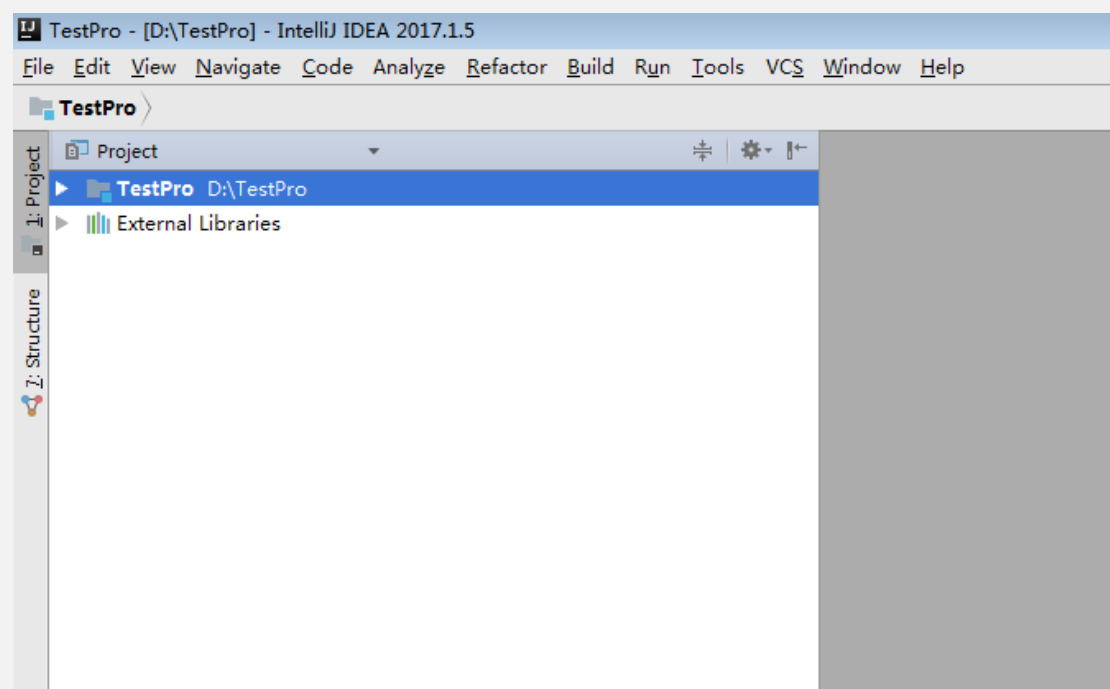 TestPro - [D:\TestPro] - IntelliJ IDEA 2017.1.5
File Edit View Navigate Code Analyze Refactor Build Run Tools VCS Window Help
TestPro
Project
TestPro D:\TestPro
External Libraries
1: Project
7: Structure